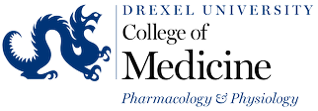 DREXEL UNIVERSITY
College of
Medicine
Pharmacology & Physiology